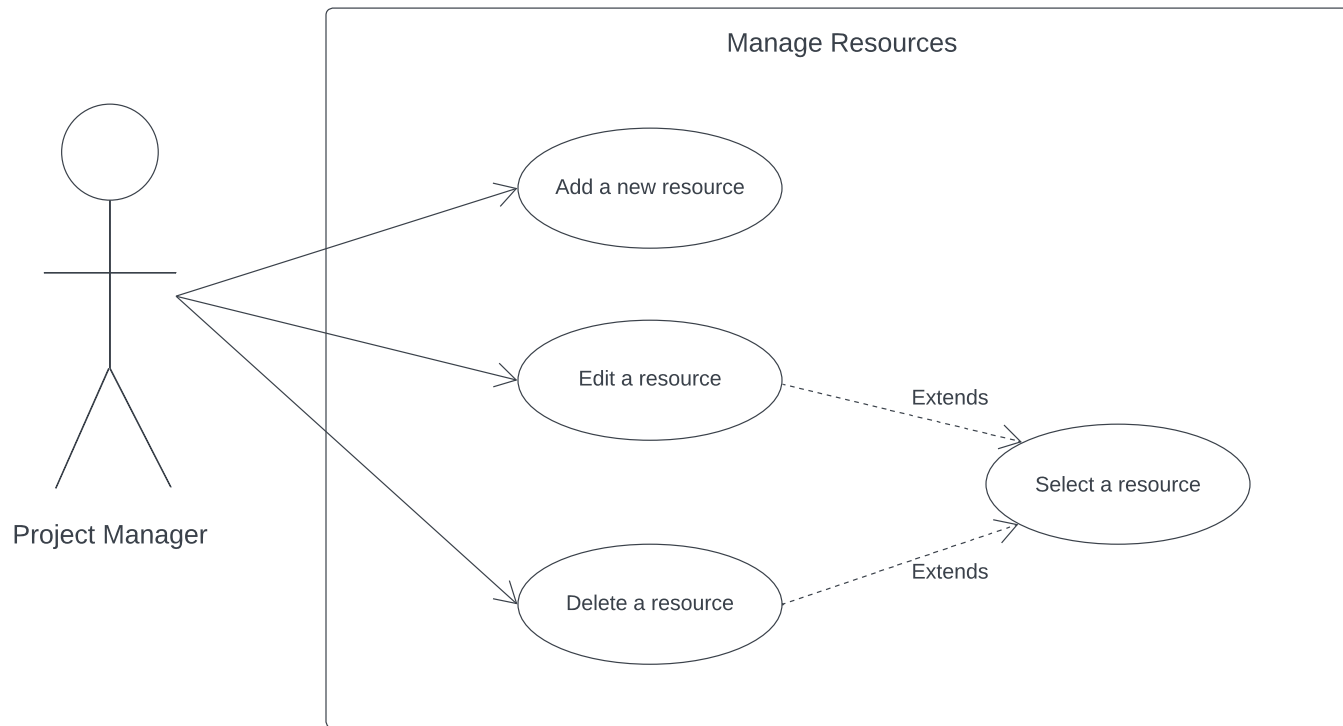 Manage Resources
Add a new resource
Edit a resource
Extends
Select a resource
Project Manager
Extends
Delete a resource